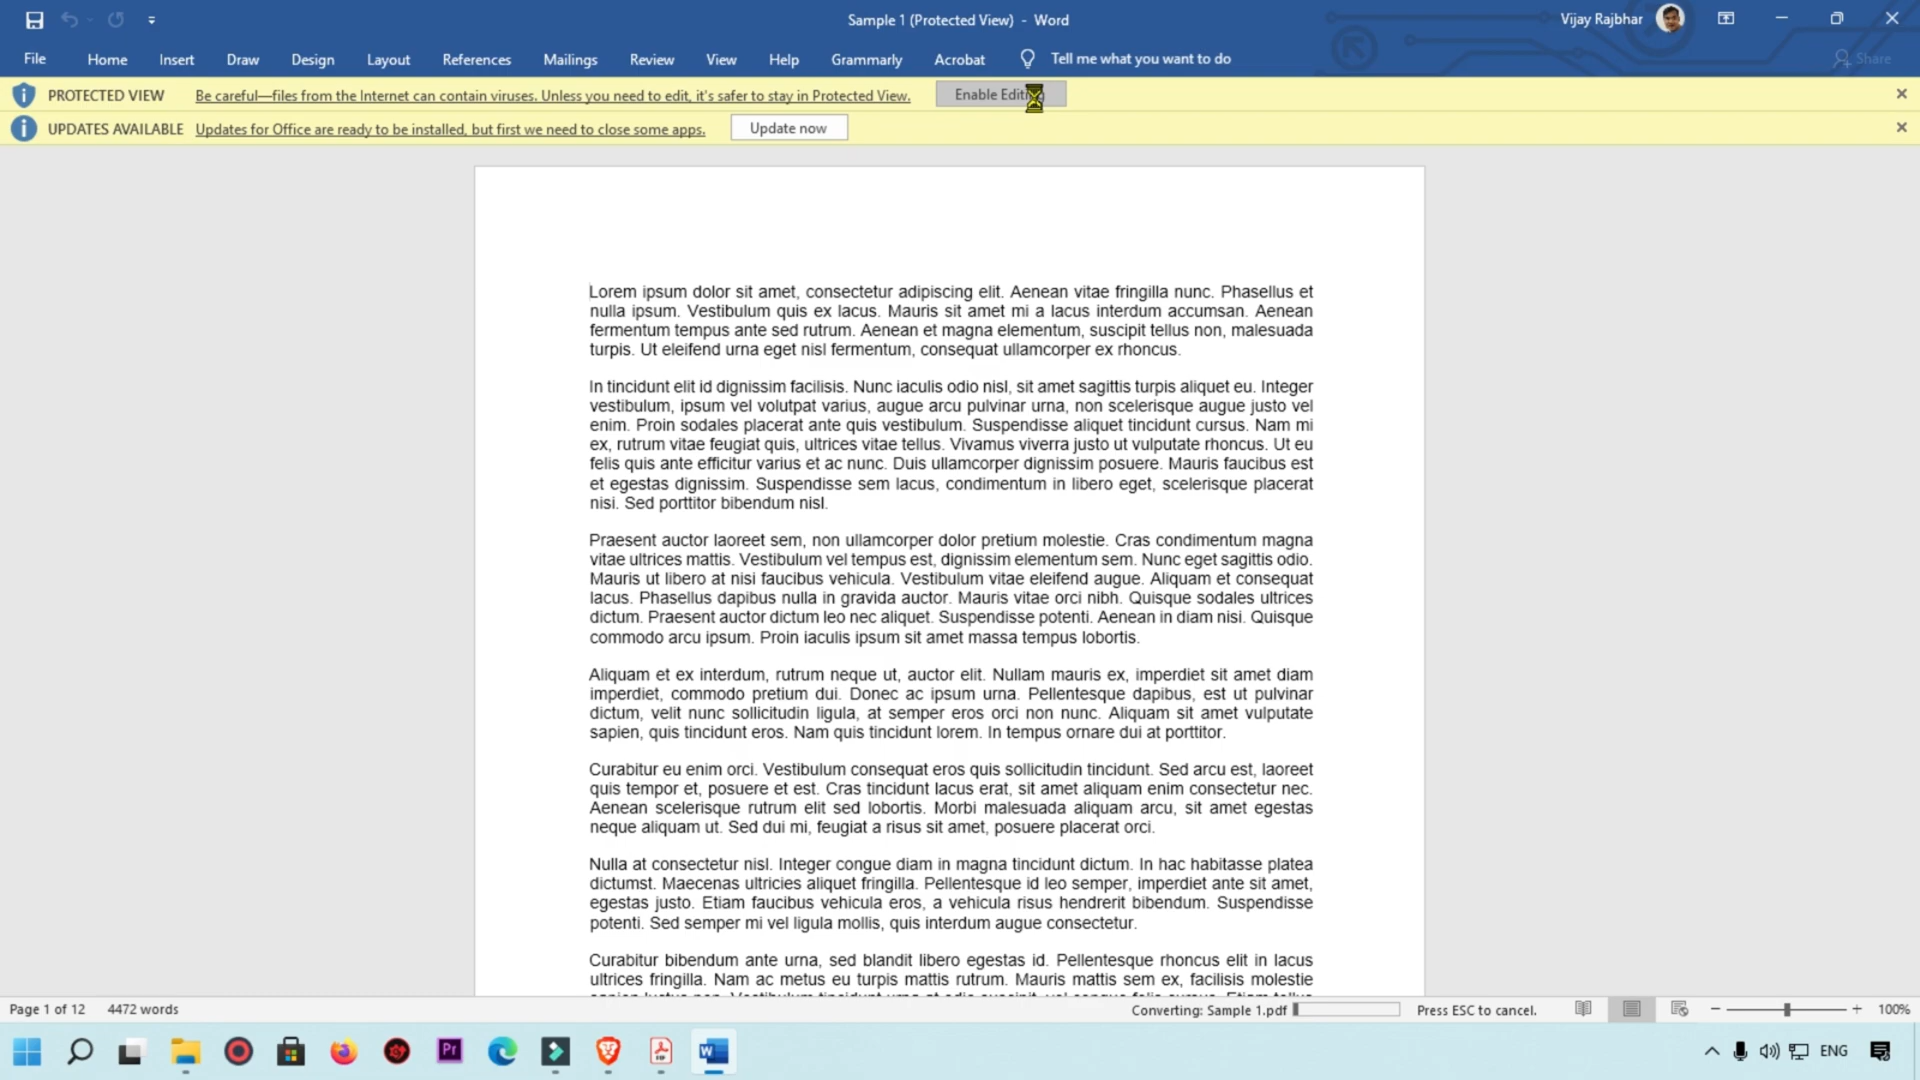 Sample 1 (Protected View) - Word
Vijay Rajbhar
File Home Insert Draw Design Layout References Mailings Review View Help Grammarly Acrobat Tell me what you want to do Share
PROTECTED VIEW Be careful—files from the Internet can contain viruses. Unless you need to edit, it's safer to stay in Protected View. Enable
UPDATES AVAILABLE Updates for Office are ready to be installed, but first we need to close some apps. Update now
Lorem ipsum dolor sit amet, consectetur adipiscing elit. Aenean vitae fringilla nunc. Phasellus et
nulla ipsum. Vestibulum quis ex lacus. Mauris sit amet mi a lacus interdum accumsan. Aenean
fermentum tempus ante sed rutrum. Aenean et magna elementum, suscipit tellus non, malesuada
turpis. Ut eleifend urna eget nisl fermentum, consequat ullamcorper ex rhoncus.
In tincidunt elit id dignissim facilisis. Nunc iaculis odio nisl, sit amet sagittis turpis aliquet eu. Integer
vestibulum, ipsum vel volutpat varius, augue arcu pulvinar urna, non scelerisque augue justo vel
enim. Proin sodales placerat ante quis vestibulum. Suspendisse aliquet tincidunt cursus. Nam mi
ex, rutrum vitae feugiat quis, ultrices vitae tellus. Vivamus viverra justo ut vulputate rhoncus. Ut eu
felis quis ante efficitur varius et ac nunc. Duis ullamcorper dignissim posuere. Mauris faucibus est
et egestas dignissim. Suspendisse sem lacus, condimentum in libero eget, scelerisque placerat
nisi. Sed porttitor bibendum nisl.
Praesent auctor laoreet sem, non ullamcorper dolor pretium molestie. Cras condimentum magna
vitae ultrices mattis. Vestibulum vel tempus est, dignissim elementum sem. Nunc eget sagittis odio.
Mauris ut libero at nisi faucibus vehicula. Vestibulum vitae eleifend augue. Aliquam et consequat
lacus. Phasellus dapibus nulla in gravida auctor. Mauris vitae orci nibh. Quisque sodales ultrices
dictum. Praesent auctor dictum leo nec aliquet. Suspendisse potenti. Aenean in diam nisi. Quisque
commodo arcu ipsum. Proin iaculis ipsum sit amet massa tempus lobortis.
Aliquam et ex interdum, rutrum neque ut, auctor elit. Nullam mauris ex, imperdiet sit amet diam
imperdiet, commodo pretium dui. Donec ac ipsum urna. Pellentesque dapibus, est ut pulvinar
dictum, velit nunc sollicitudin ligula, at semper eros orci non nunc. Aliquam sit amet vulputate
sapien, quis tincidunt eros. Nam quis tincidunt lorem. In tempus ornare dui at porttitor.
Curabitur eu enim orci. Vestibulum consequat eros quis sollicitudin tincidunt. Sed arcu est, laoreet
quis tempor et, posuere et est. Cras tincidunt lacus erat, sit amet aliquam enim consectetur nec.
Aenean scelerisque rutrum elit sed lobortis. Morbi malesuada aliquam arcu, sit amet egestas
neque aliquam ut. Sed dui mi, feugiat a risus sit amet, posuere placerat orci.
Nulla at consectetur nisl. Integer congue diam in magna tincidunt dictum. In hac habitasse platea
dictumst. Maecenas ultricies aliquet fringilla. Pellentesque id leo semper, imperdiet ante sit amet,
egestas justo. Etiam faucibus vehicula eros, a vehicula risus hendrerit bibendum. Suspendisse
potenti. Sed semper mi vel ligula mollis, quis interdum augue consectetur.
Curabitur bibendum ante urna, sed blandit libero egestas id. Pellentesque rhoncus elit in lacus
ultrices fringilla. Nam ac metus eu turpis mattis rutrum. Mauris mattis sem ex, facilisis molestie
Page 1 of 12 4472 words Converting: Sample 1.pdf Press ESC to cancel. 100%
Pr ENG